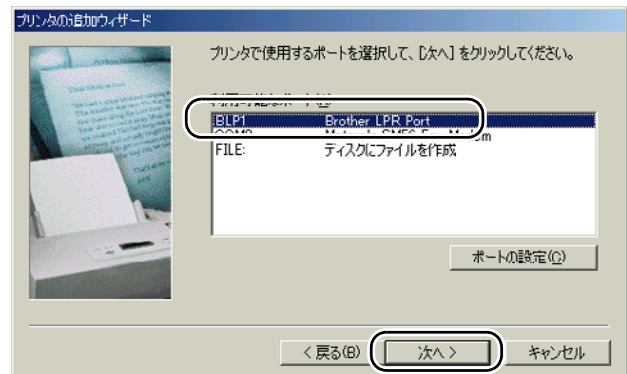 プリンタの追加ウィザード
プリンタで使用するポートを選択して、[次へ] をクリックしてください。
BLP1 Brother LPR Port
FILE: ディスクにファイルを作成
ポートの設定(C)
< 戻る(B) 次へ > キャンセル